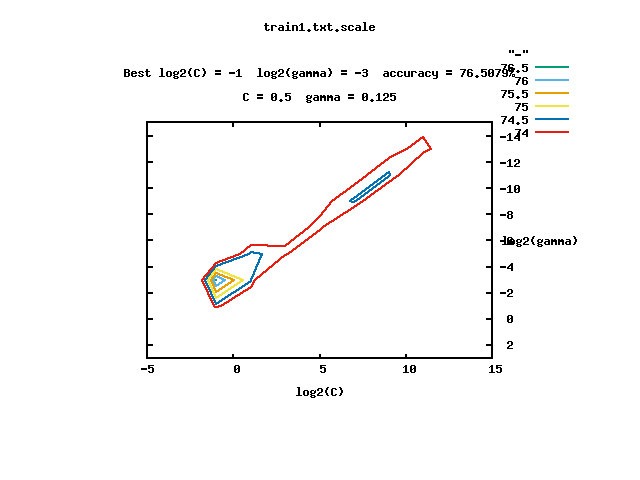 train1.txt.scale
"-"
Best log2(C) = -1 log2(gamma) = -3 accuracy = 76.5079%
76.5
76
75.5
C = 0.5 gamma = 0.125
75
74.5
74
-14
-12
-10
-8
-6
log2(gamma)
-4
-2
0
2
-5 0 5 10 15
log2(C)